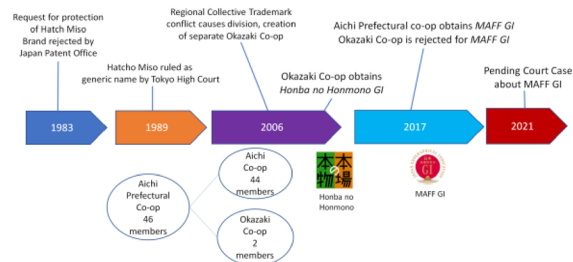 Request for protection
of Hatch Miso
Brand rejected by
Japan Patent Office
Hatcho Miso ruled as
generic name by Tokyo High Court
Regional Collective Trademark
conflict causes division, creation
of separate Okazaki Co-op
Okazaki Co-op obtains
Honba no Honmono GI
Aichi Prefectural co-op obtains MAFF GI
Okazaki Co-op is rejected for MAFF GI
Pending Court Case
about MAFF GI
1983
1989
2006
2017
2021
Aichi
Prefectural
Co-op
46
members
Aichi
Co-op
44
members
Okazaki
Co-op
2
members
本場
本物
Honba no
Honmono
GI
MAFF GI